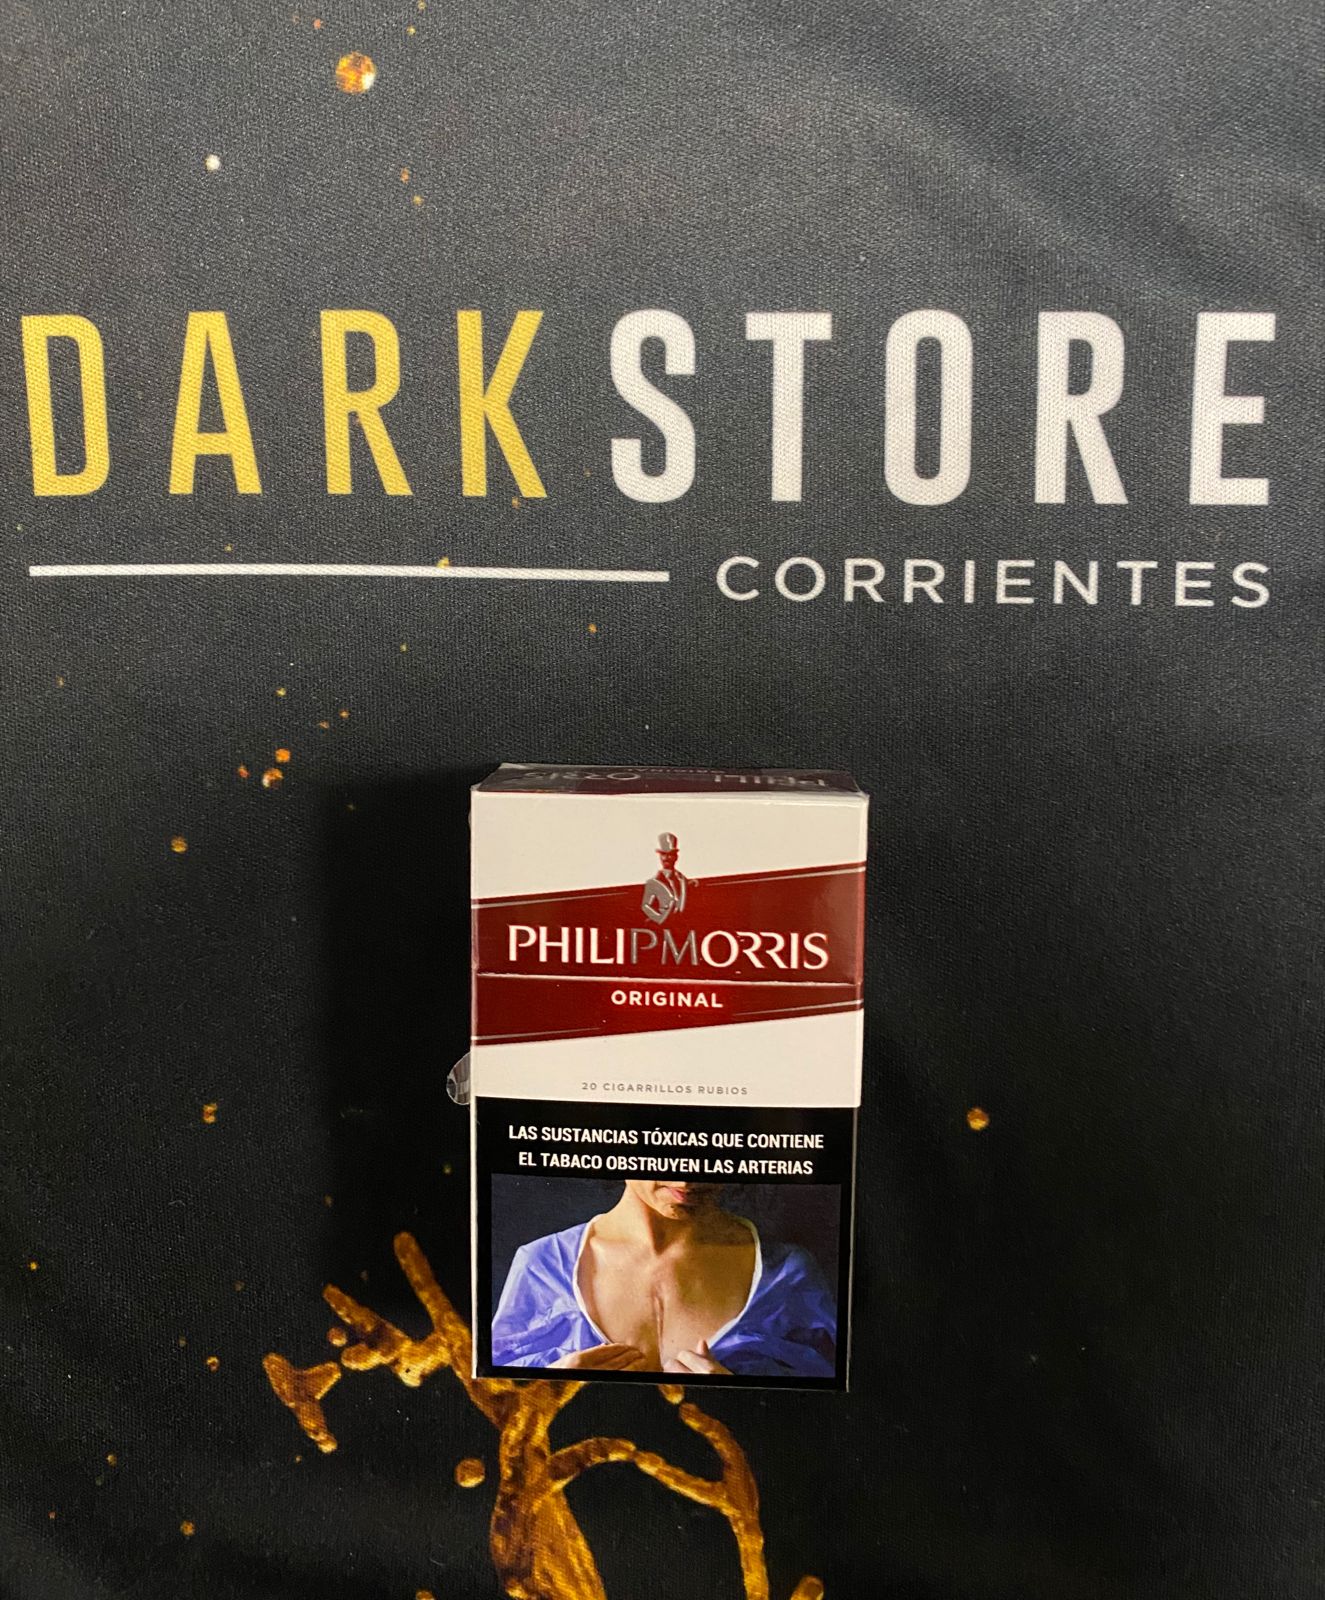 DARKSTORE
CORRIENTES
PHILIPMORRIS
ORIGINAL
20 CIGARRILLOS RUBIOS
LAS SUSTANCIAS TÓXICAS QUE CONTIENE
EL TABACO OBSTRUYEN LAS ARTERIAS